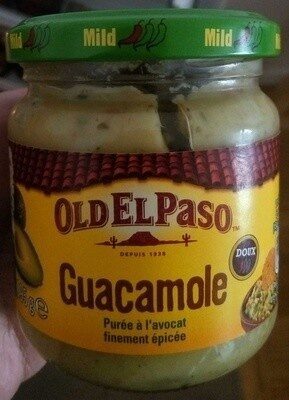 Mild Mild
OLD EL PASO
DEPUIS 1938
DOUX
Guacamole
Purée à l'avocat
finement épicée